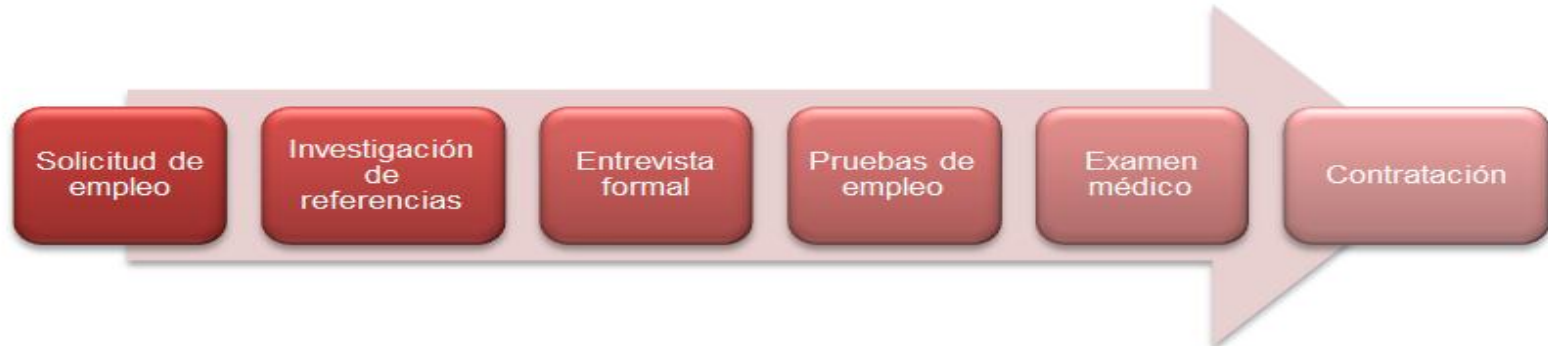 Solicitud de
empleo
Investigación
de
referencias
Entrevista
formal
Pruebas de
empleo
Examen
médico
Contratación